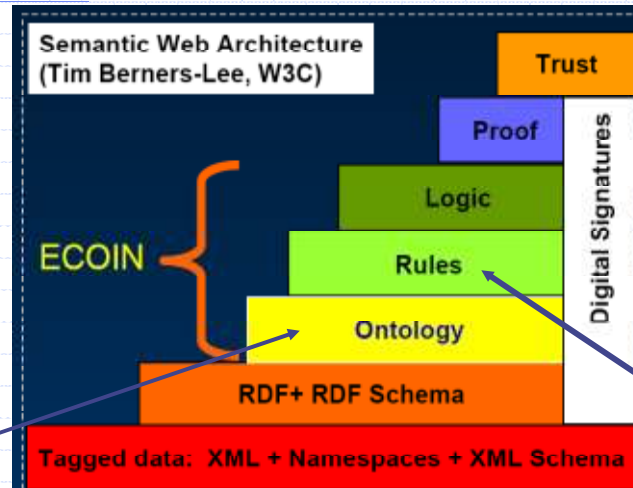 Semantic Web Architecture
(Tim Berners-Lee, W3C)
Trust
Proof
Digital Signatures
Logic
ECOIN
Rules
Ontology
RDF+ RDF Schema
Tagged data: XML + Namespaces + XML Schema